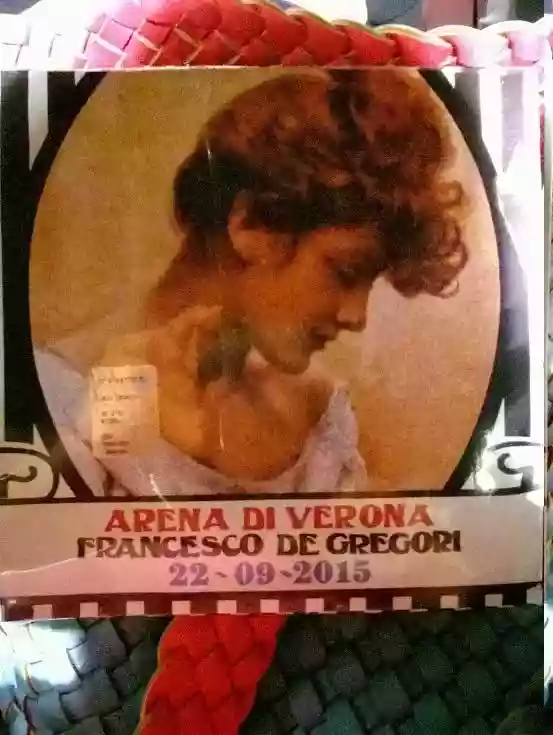 ARENA DI VERONA
FRANCESCO DE GREGORI
22-09-2015